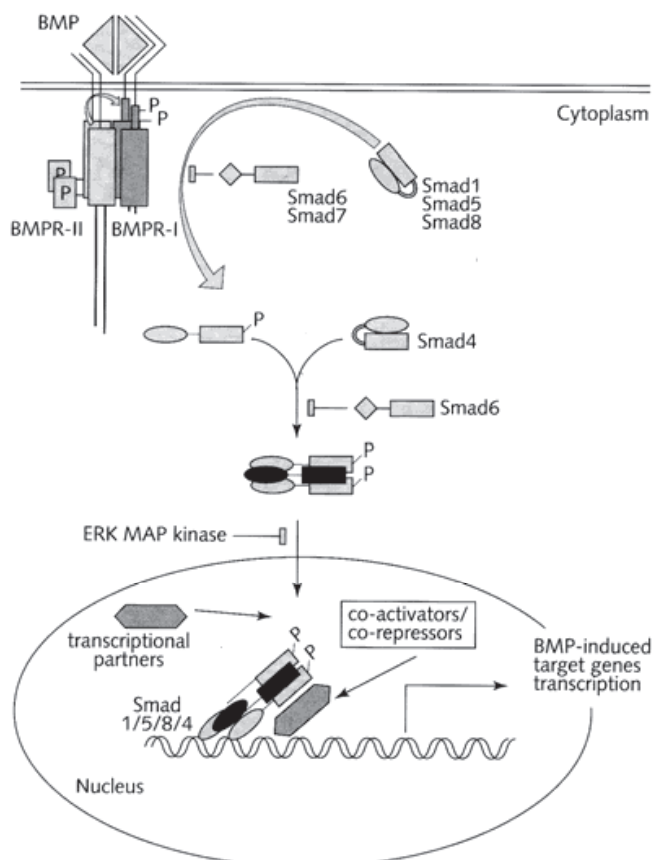 BMP
P
P
Cytoplasm
P
P
Smad6
Smad7
Smad1
Smad5
Smad8
BMPR-II
BMPR-I
P
Smad4
Smad6
P
P
ERK MAP kinase
co-activators/
co-repressors
transcriptional
partners
P
P
BMP-induced
target genes
transcription
Smad
1/5/8/4
Nucleus